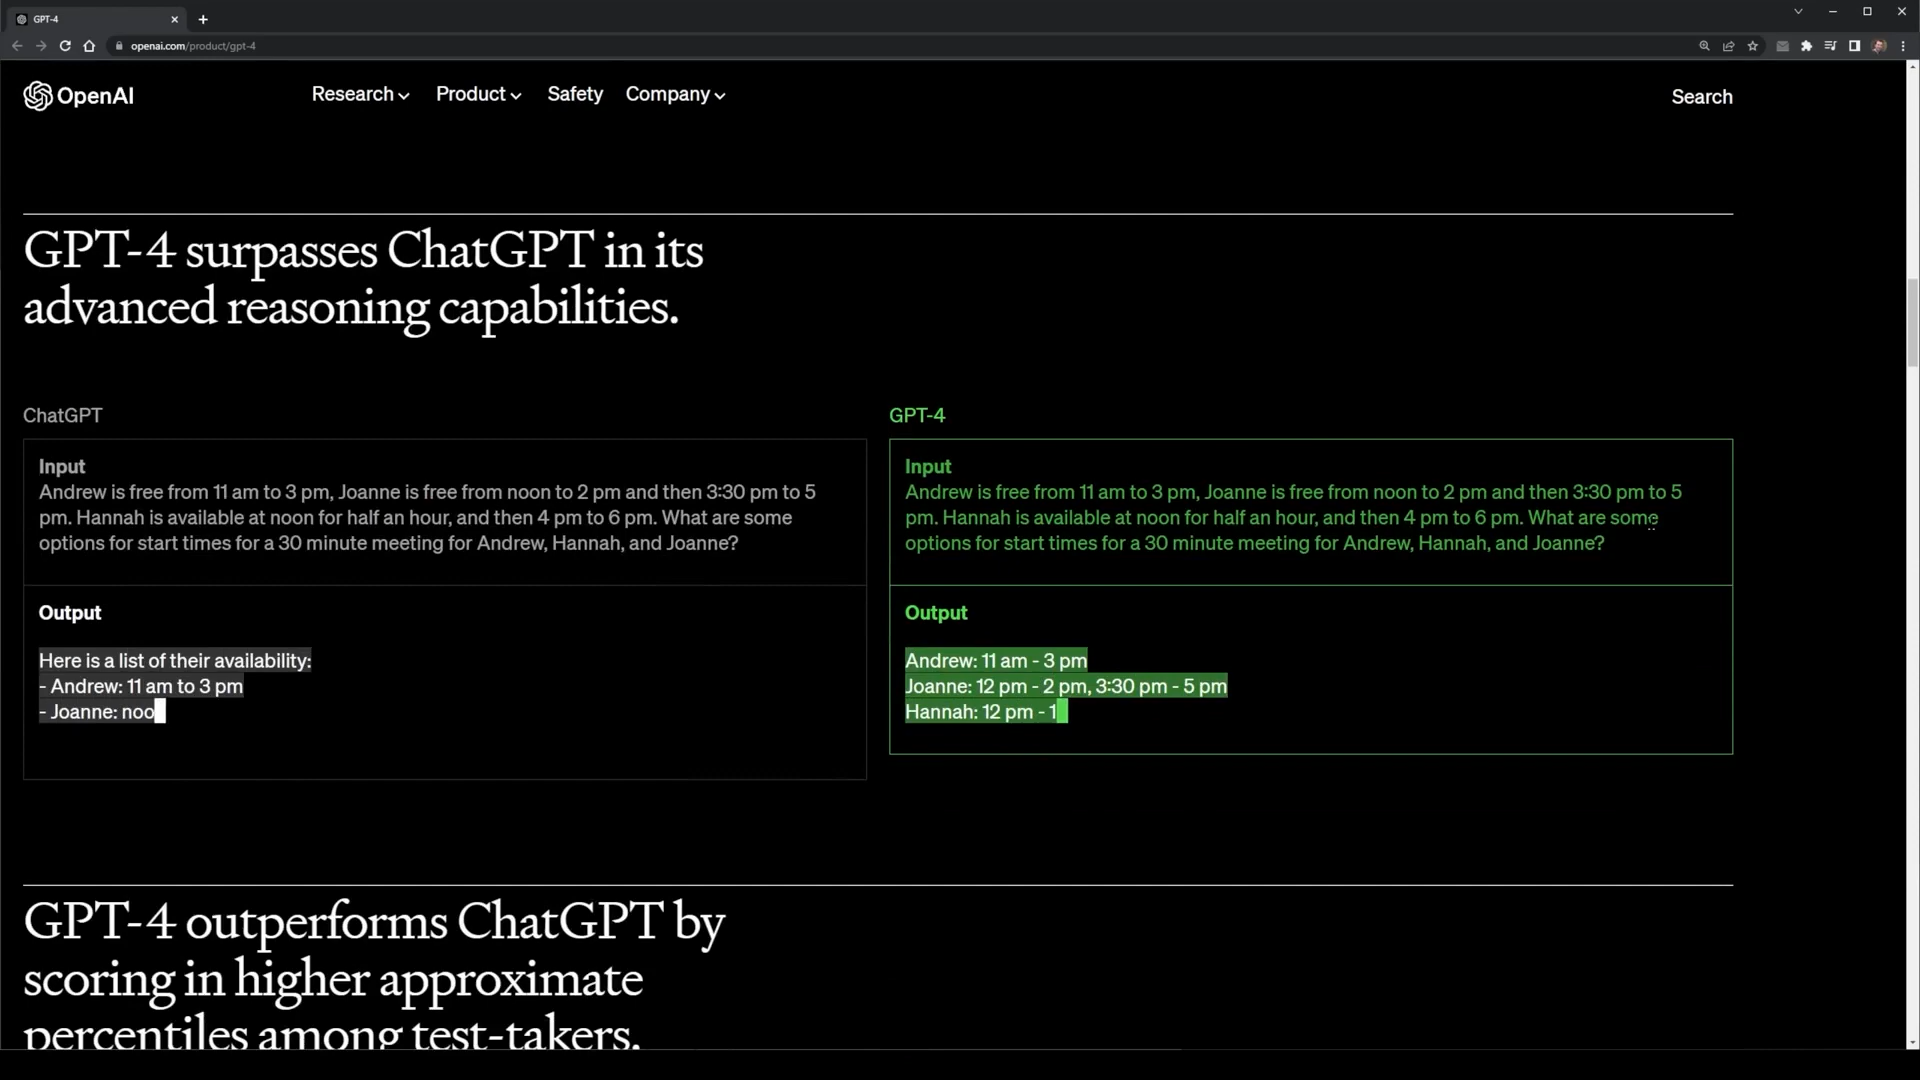 GPT-4
openai.com/product/gpt-4
OpenAI
Research
Product
Safety
Company
Search
GPT-4 surpasses ChatGPT in its
advanced reasoning capabilities.
ChatGPT
Input
Andrew is free from 11 am to 3 pm, Joanne is free from noon to 2 pm and then 3:30 pm to 5
pm. Hannah is available at noon for half an hour, and then 4 pm to 6 pm. What are some
options for start times for a 30 minute meeting for Andrew, Hannah, and Joanne?
Output
Here is a list of their availability:
- Andrew: 11 am to 3 pm
- Joanne: noo
GPT-4
Input
Andrew is free from 11 am to 3 pm, Joanne is free from noon to 2 pm and then 3:30 pm to 5
pm. Hannah is available at noon for half an hour, and then 4 pm to 6 pm. What are some
options for start times for a 30 minute meeting for Andrew, Hannah, and Joanne?
Output
Andrew: 11 am - 3 pm
Joanne: 12 pm - 2 pm, 3:30 pm - 5 pm
Hannah: 12 pm - 1
GPT-4 outperforms ChatGPT by
scoring in higher approximate
percentiles among test-takers.